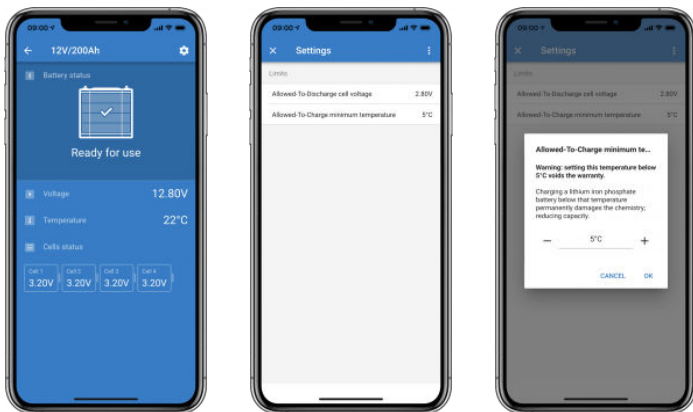 09:00
12V/200Ah
Battery status
Ready for use
Voltage 12.80V
Temperature 22°C
Cells status
Cell 1 Cell 2 Cell 3 Cell 4
3.20V 3.20V 3.20V 3.20V
09:00
Settings
Limits
Allowed-To-Discharge cell voltage 2.80V
Allowed-To-Charge minimum temperature 5°C
09:00
Settings
Limits
Allowed-To-Discharge cell voltage 2.80V
Allowed-To-Charge minimum temperature 5°C
Allowed-To-Charge minimum te...
Warning: setting this temperature below
5°C voids the warranty.
Charging a lithium iron phosphate
battery below that temperature
permanently damages the chemistry,
reducing capacity.
5°C
CANCEL OK